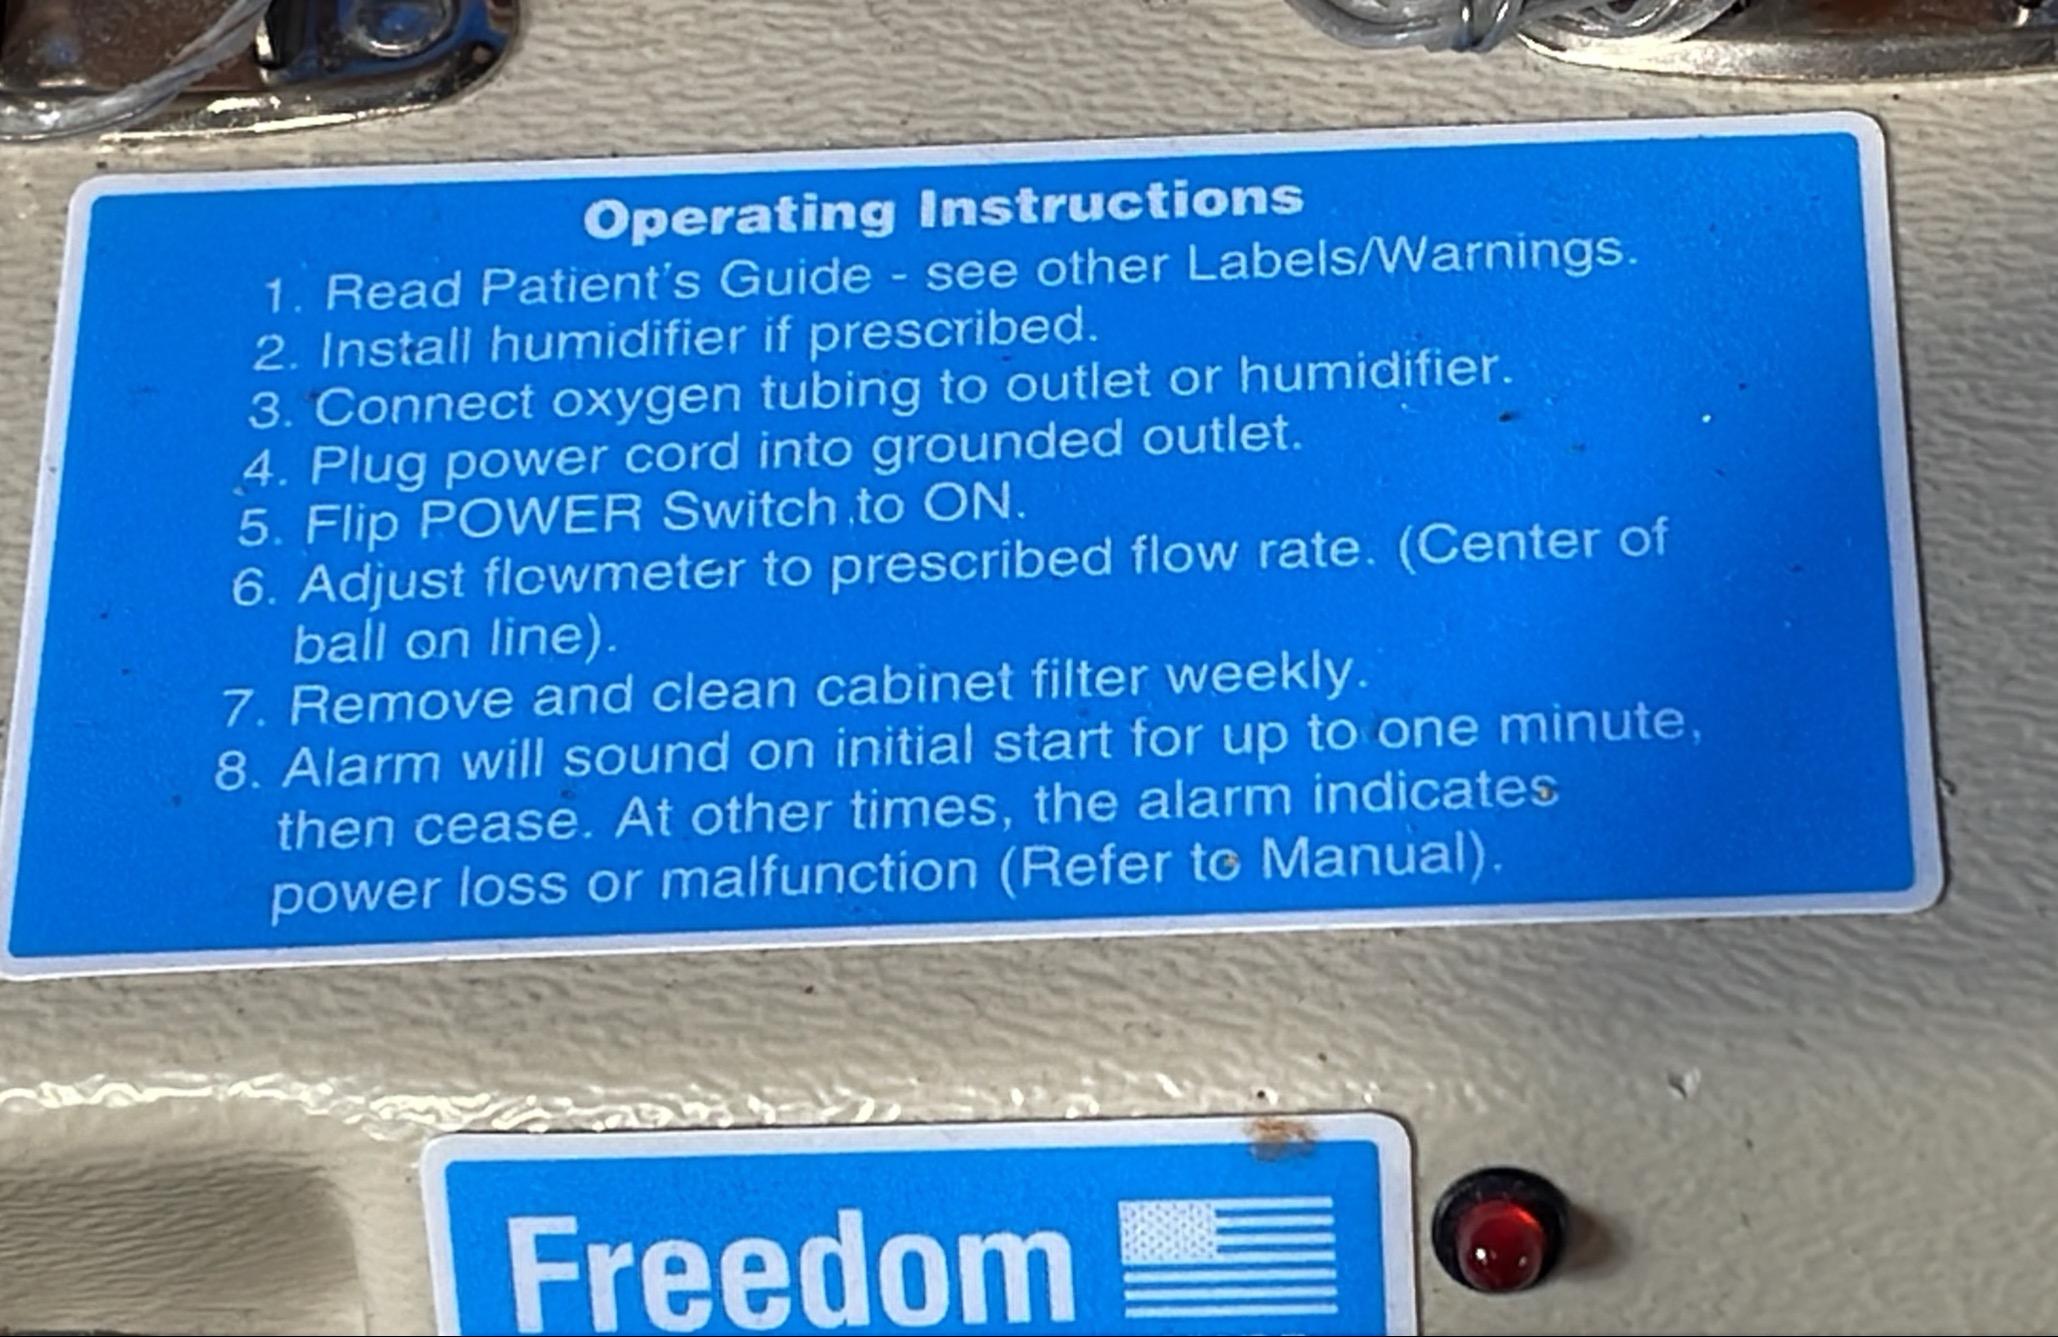 Operating Instructions
1. Read Patient's Guide - see other Labels/Warnings.
2. Install humidifier if prescribed.
3. Connect oxygen tubing to outlet or humidifier.
4. Plug power cord into grounded outlet.
5. Flip POWER Switch to ON.
6. Adjust flowmeter to prescribed flow rate. (Center of
ball on line).
7. Remove and clean cabinet filter weekly.
8. Alarm will sound on initial start for up to one minute,
then cease. At other times, the alarm indicates
power loss or malfunction (Refer to Manual).
Freedom